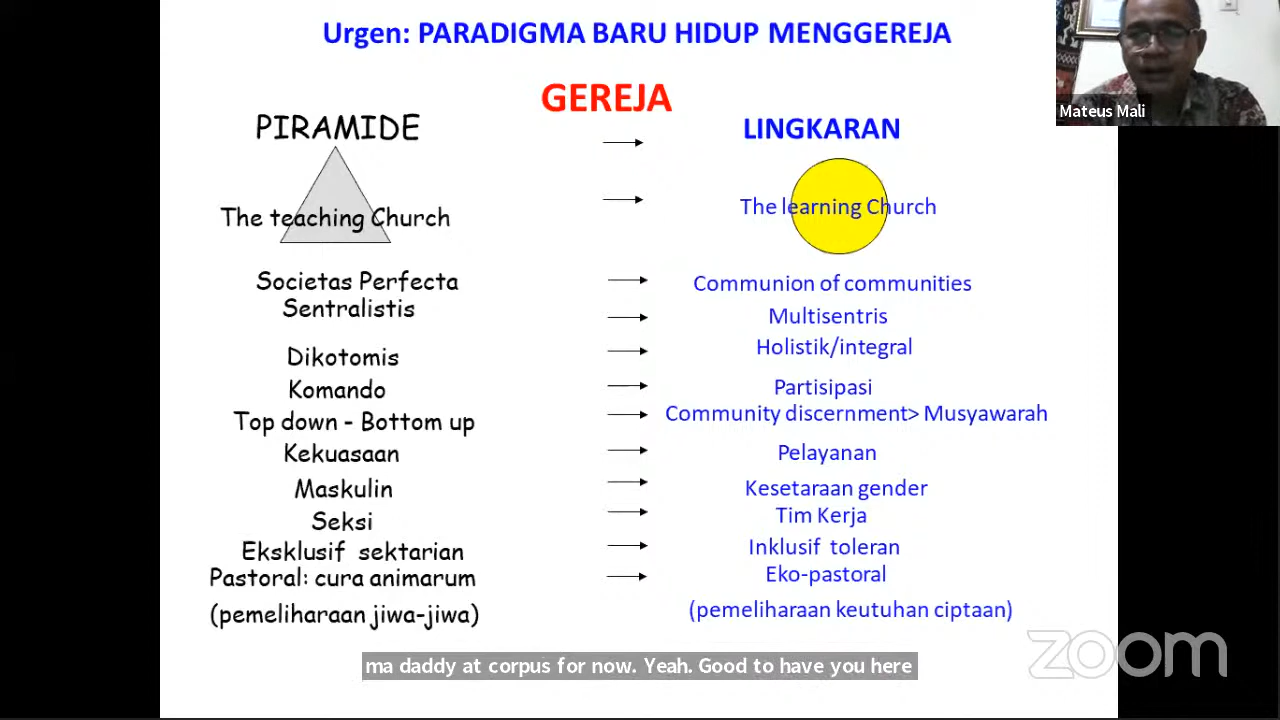 Urgen: PARADIGMA BARU HIDUP MENGGEREJA
Mateus Mali
GEREJA
PIRAMIDE
LINGKARAN
The teaching Church
The learning Church
Societas Perfecta
Communion of communities
Sentralistis
Multisentris
Dikotomis
Holistik/integral
Komando
Partisipasi
Top down - Bottom up
Community discernment> Musyawarah
Kekuasaan
Pelayanan
Maskulin
Kesetaraan gender
Seksi
Tim Kerja
Eksklusif sektarian
Inklusif toleran
Pastoral: cura animarum
Eko-pastoral
(pemeliharaan jiwa-jiwa)
(pemeliharaan keutuhan ciptaan)
zoom
ma daddy at corpus for now. Yeah. Good to have you here